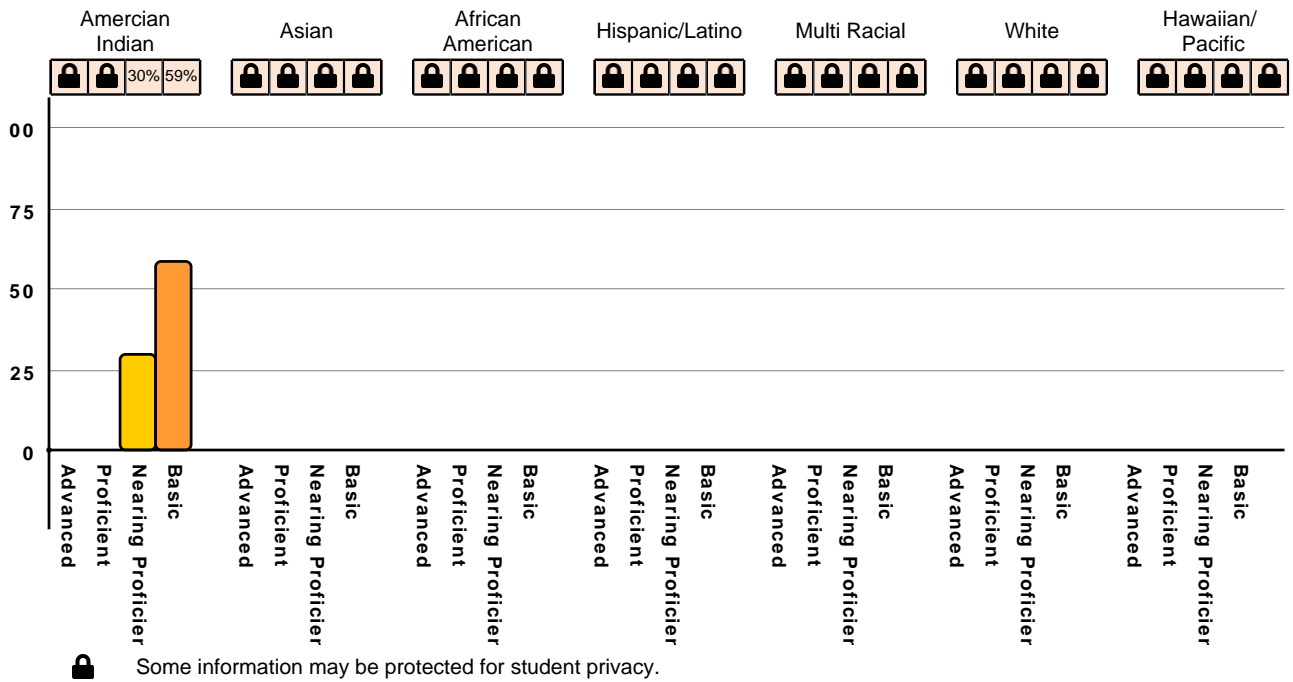 Amercian
Indian
Asian
African
American
Hispanic/Latino
Multi Racial
White
Hawaiian/
Pacific
30% 59%
00
75
50
25
0
Advanced
Proficient
Nearing Proficier
Basic
Advanced
Proficient
Nearing Proficier
Basic
Advanced
Proficient
Nearing Proficier
Basic
Advanced
Proficient
Nearing Proficier
Basic
Advanced
Proficient
Nearing Proficier
Basic
Advanced
Proficient
Nearing Proficier
Basic
Advanced
Proficient
Nearing Proficier
Basic
Some information may be protected for student privacy.